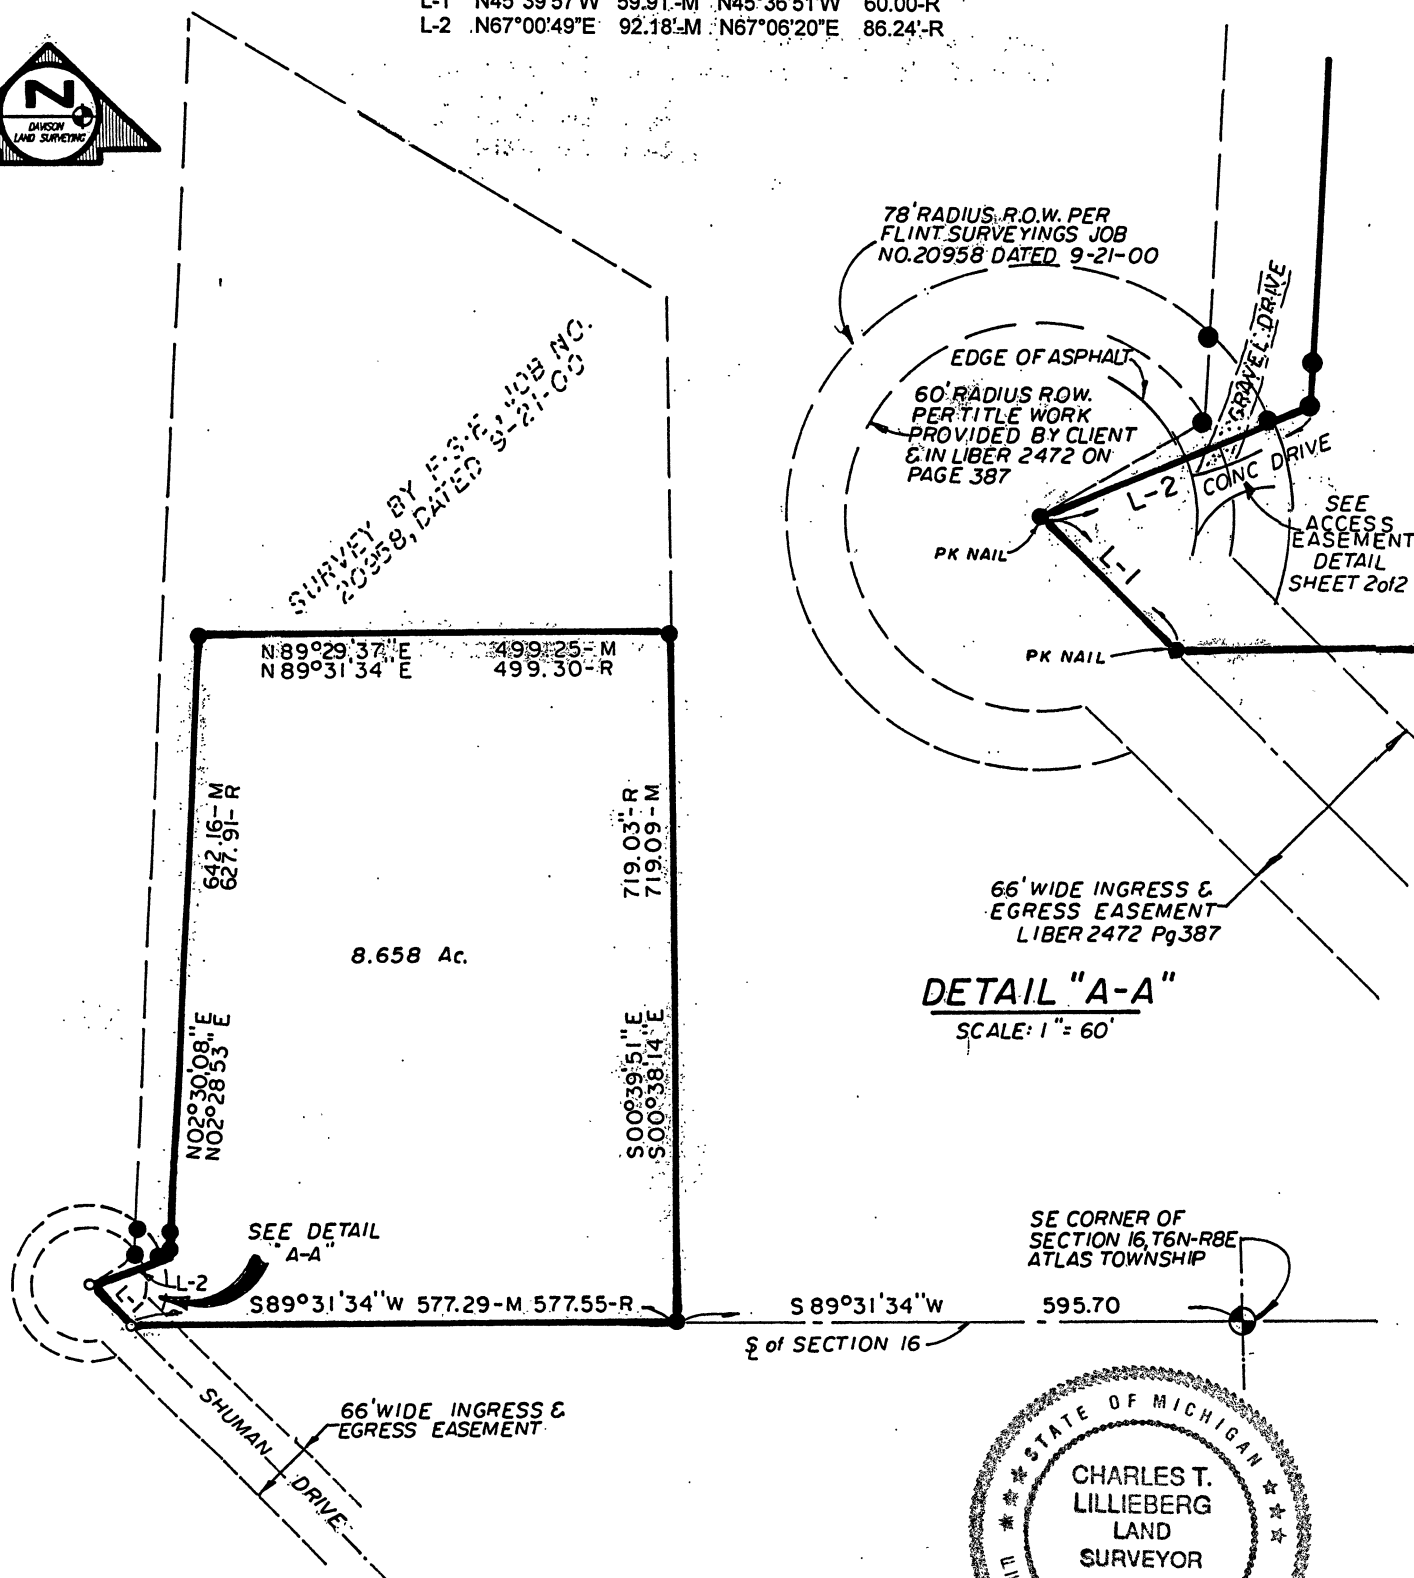 L-1 N45°39'57"W 59.91'-M N45°36'51"W 60.00'-R
L-2 N67°00'49"E 92.18'-M N67°06'20"E 86.24'-R
N
DAVISON
LAND SURVEYING
SURVEY BY F.S.E., JOB NO.
20958, DATED 9-21-00
78' RADIUS R.O.W. PER
FLINT SURVEYINGS JOB
NO. 20958 DATED 9-21-00
EDGE OF ASPHALT
60' RADIUS R.O.W.
PER TITLE WORK
PROVIDED BY CLIENT
& IN LIBER 2472 ON
PAGE 387
GRAVEL DRIVE
CONC DRIVE
L-2
L-1
PK NAIL
PK NAIL
SEE
ACCESS
EASEMENT
DETAIL
SHEET 2of2
66' WIDE INGRESS &
EGRESS EASEMENT
LIBER 2472 Pg 387
DETAIL "A-A"
SCALE: 1"= 60'
N 89°29'37"E 499.25-M
N 89°31'34"E 499.30-R
642.16-M
627.91-R
N02°30'08"E
N02°28'53"E
719.03"-R
719.09-M
S00°39'51"E
S00°38'14"E
8.658 Ac.
SEE DETAIL
"A-A"
L-2
L-1
S89°31'34"W 577.29-M 577.55-R
S 89°31'34"W 595.70
℄ of SECTION 16
SE CORNER OF
SECTION 16, T6N-R8E
ATLAS TOWNSHIP
66' WIDE INGRESS &
EGRESS EASEMENT
SHUMAN DRIVE
STATE OF MICHIGAN
CHARLES T.
LILLIEBERG
LAND
SURVEYOR